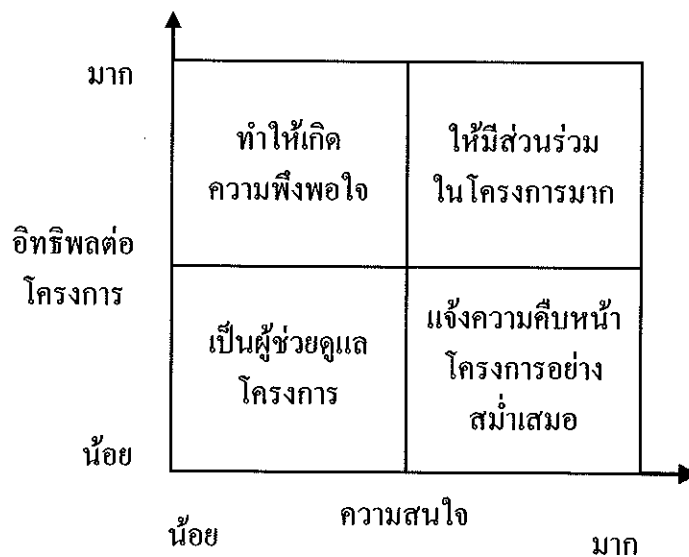 มาก
ทำให้เกิด
ความพึงพอใจ
ให้มีส่วนร่วม
ในโครงการมาก
อิทธิพลต่อ
โครงการ
เป็นผู้ช่วยดูแล
โครงการ
แจ้งความคืบหน้า
โครงการอย่าง
สม่ำเสมอ
น้อย
ความสนใจ
น้อย
มาก